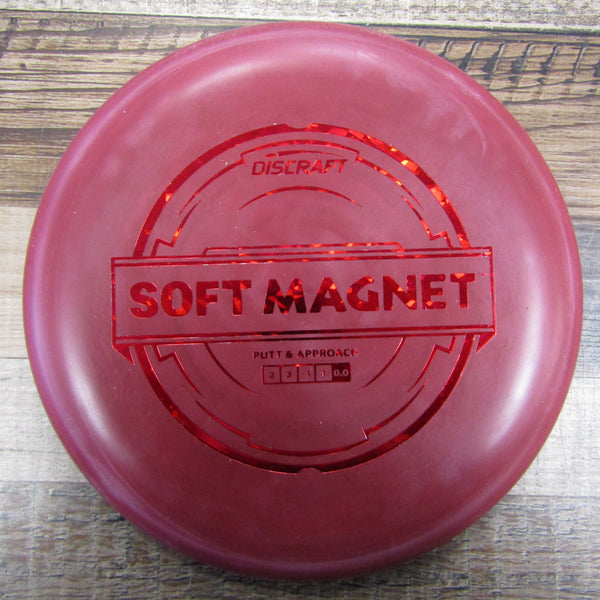 DISCRAFT
SOFT MAGNET
PUTT & APPROACH
2 3 -1 1 0.0